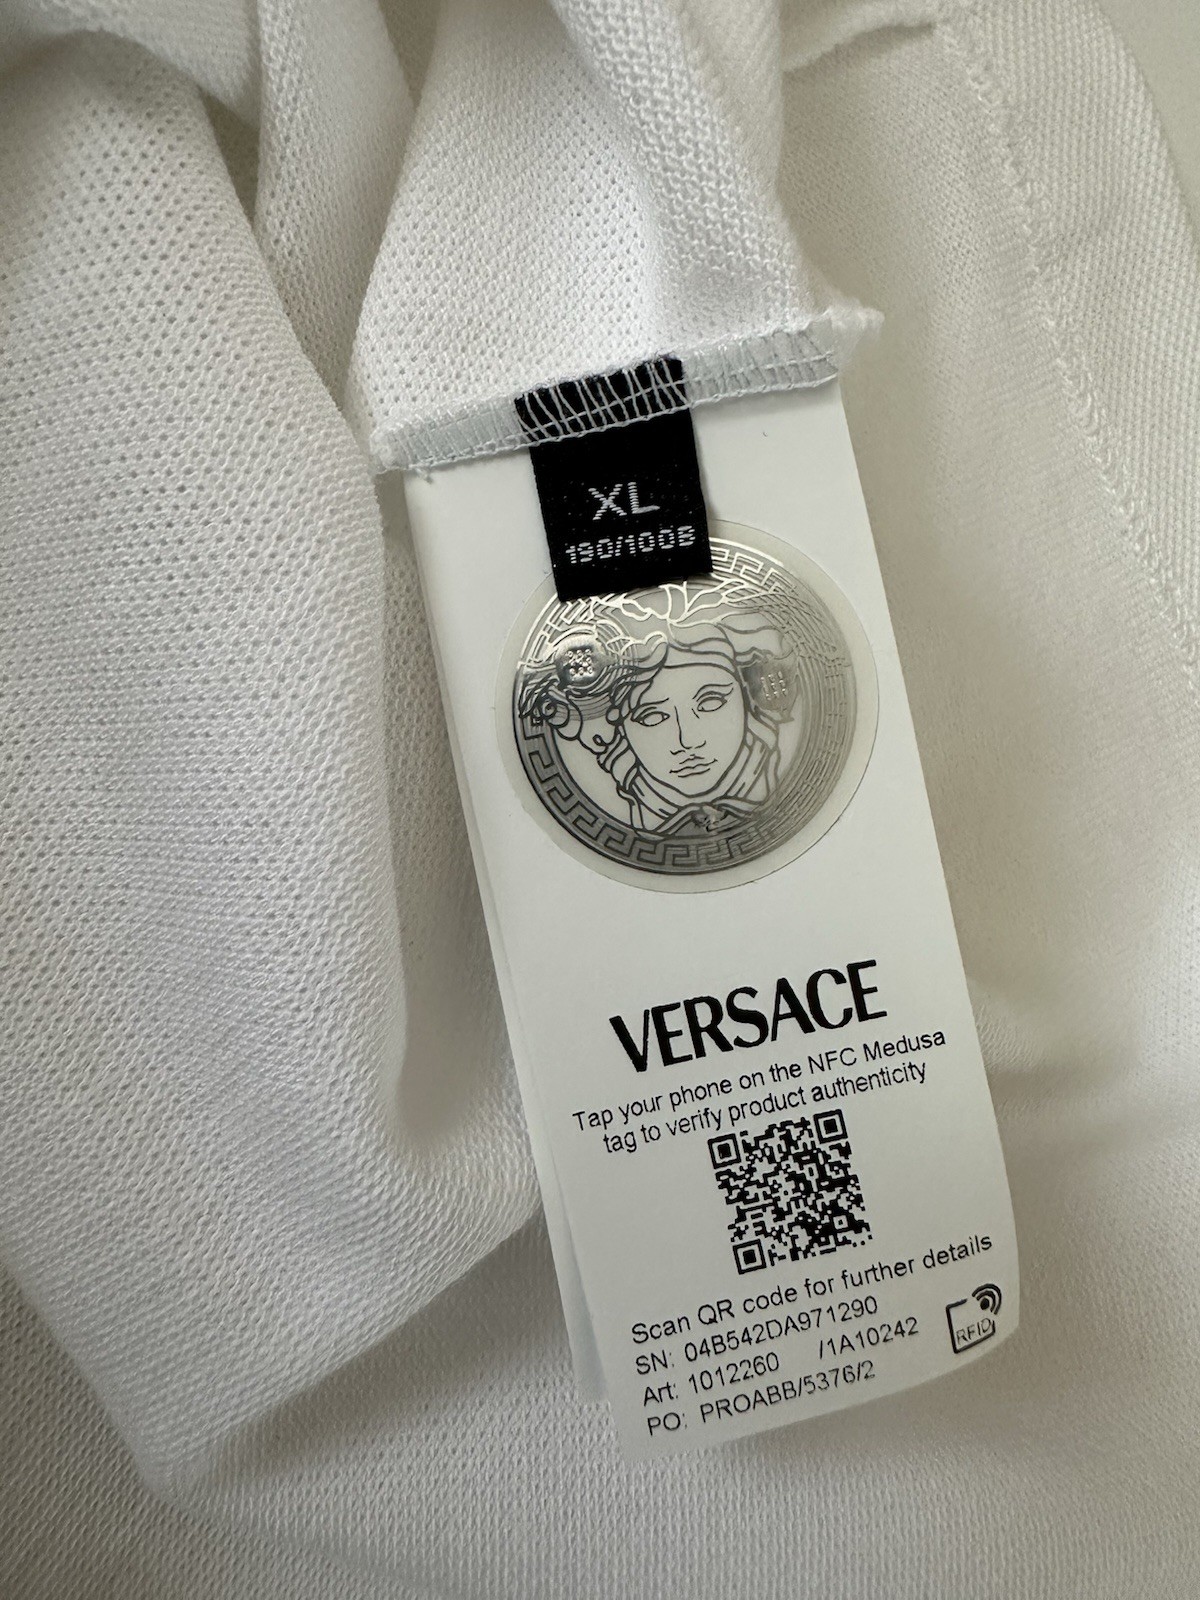 XL
190/100B
VERSACE
Tap your phone on the NFC Medusa
tag to verify product authenticity
Scan QR code for further details
SN: 04B542DA971290
Art: 1012260 /1A10242
PO: PROABB/5376/2
RFID